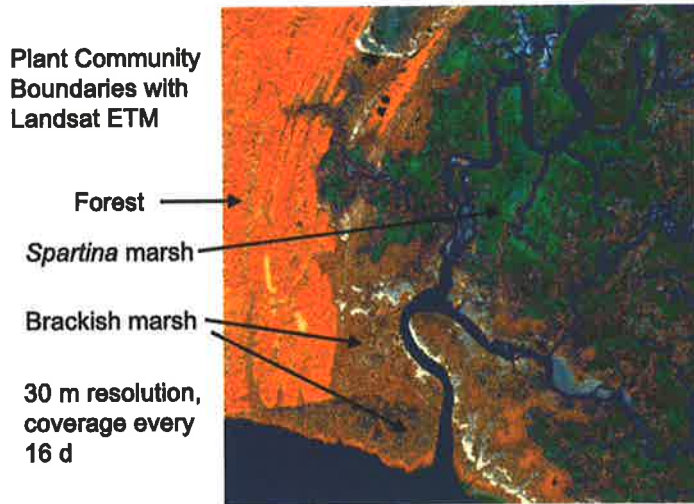 Plant Community
Boundaries with
Landsat ETM
Forest
Spartina marsh
Brackish marsh
30 m resolution,
coverage every
16 d